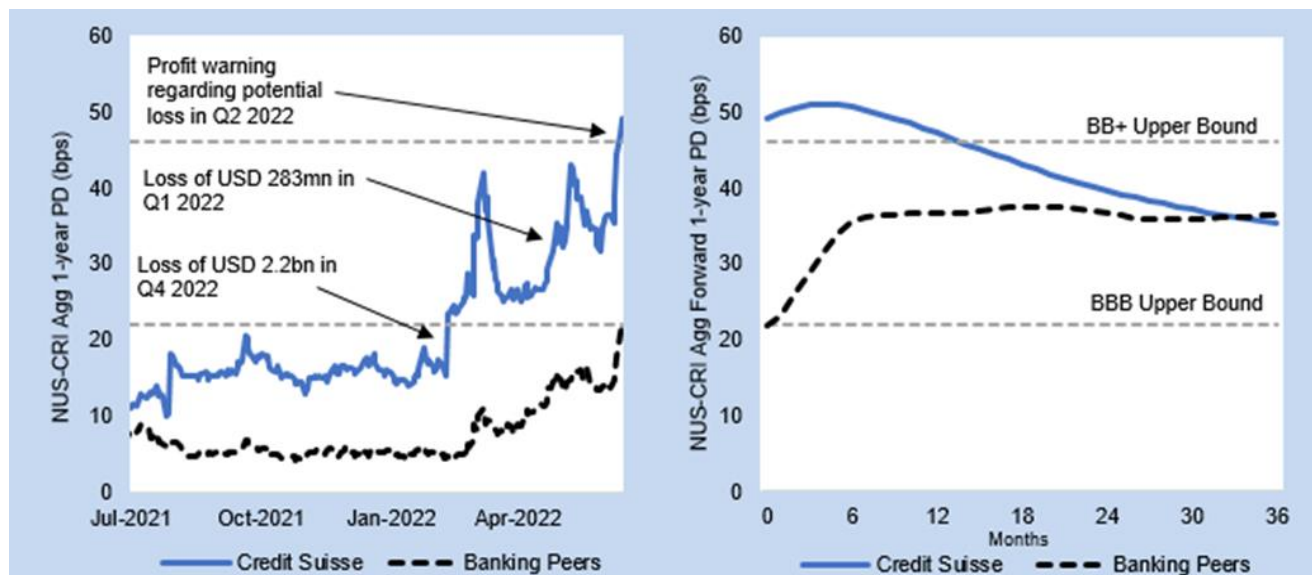 NUS-CRI Agg 1-year PD (bps)
60
50
40
30
20
10
0
Profit warning
regarding potential
loss in Q2 2022
Loss of USD 283mn in
Q1 2022
Loss of USD 2.2bn in
Q4 2022
Jul-2021 Oct-2021 Jan-2022 Apr-2022
Credit Suisse Banking Peers
NUS-CRI Agg Forward 1-year PD (bps)
60
50
40
30
20
10
0
BB+ Upper Bound
BBB Upper Bound
0 6 12 18 24 30 36
Months
Credit Suisse Banking Peers